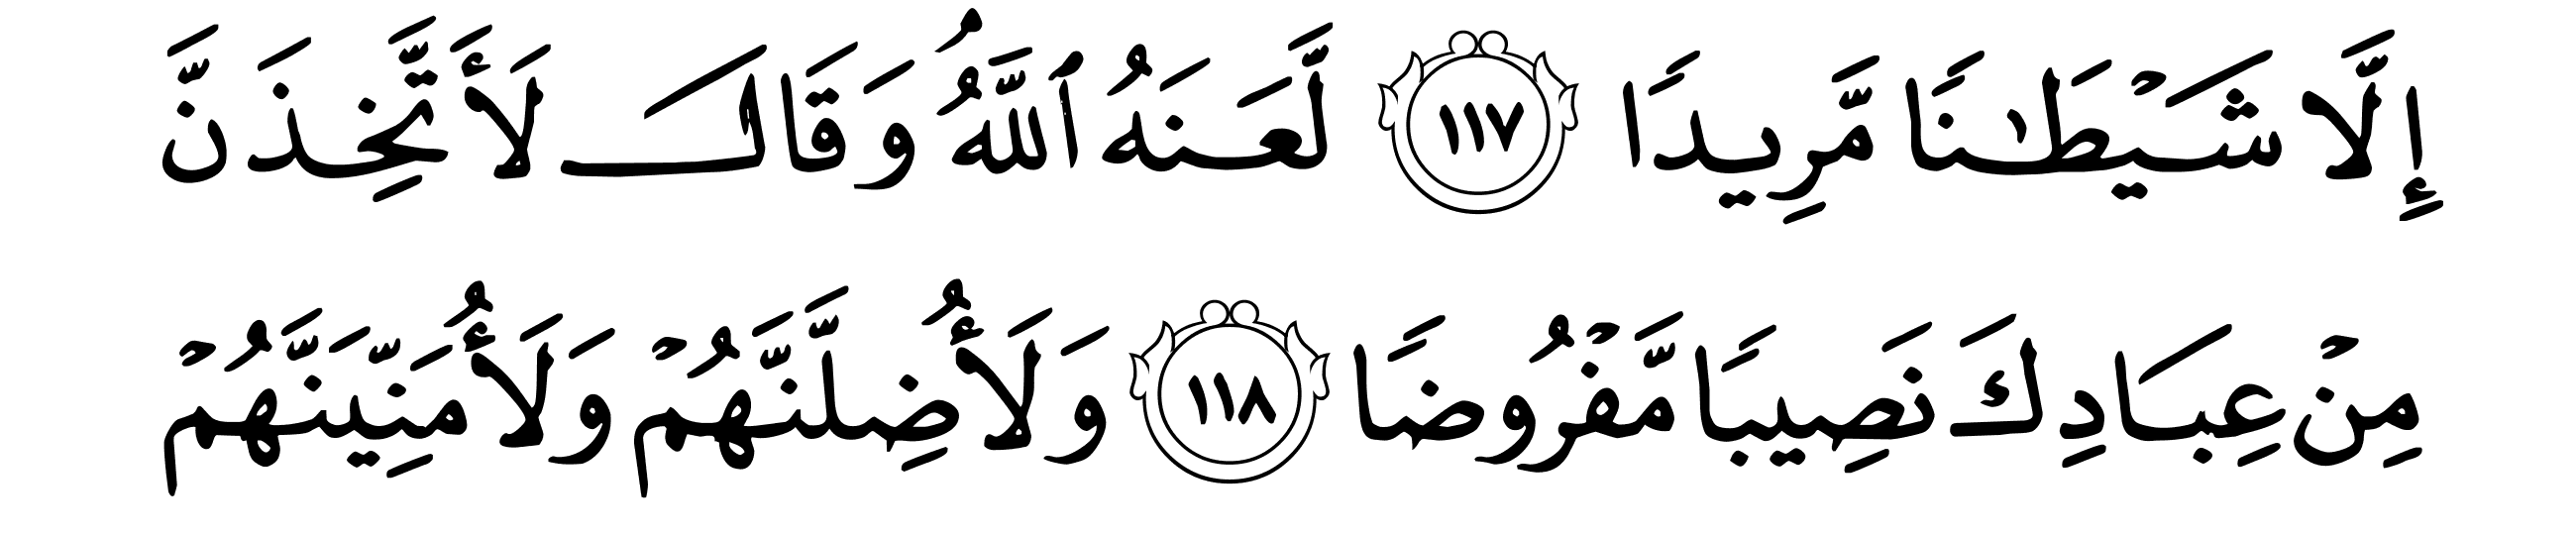 إِلَّا شَيْطَٰنًا مَّرِيدًا ١١٧ لَّعَنَهُ ٱللَّهُ وَقَالَ لَأَتَّخِذَنَّ
مِنْ عِبَادِكَ نَصِيبًا مَّفْرُوضًا ١١٨ وَلَأُضِلَّنَّهُمْ وَلَأُمَنِّيَنَّهُمْ